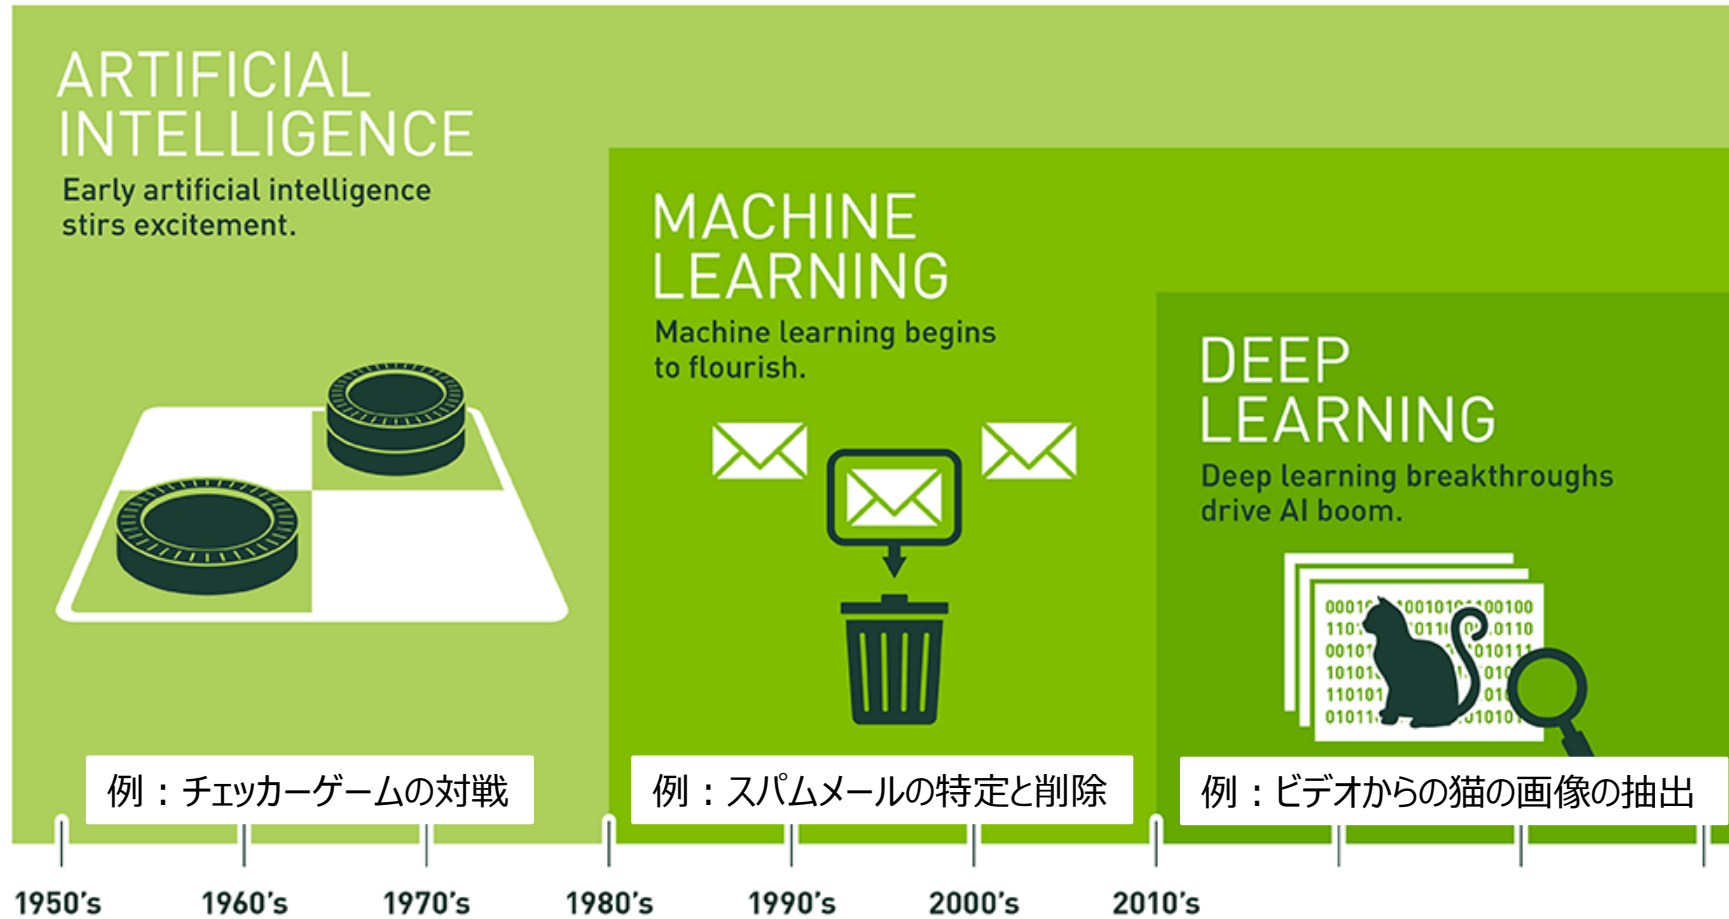 ARTIFICIAL
INTELLIGENCE
Early artificial intelligence
stirs excitement.
MACHINE
LEARNING
Machine learning begins
to flourish.
DEEP
LEARNING
Deep learning breakthroughs
drive AI boom.
例：チェッカーゲームの対戦
例：スパムメールの特定と削除
例：ビデオからの猫の画像の抽出
1950's
1960's
1970's
1980's
1990's
2000's
2010's